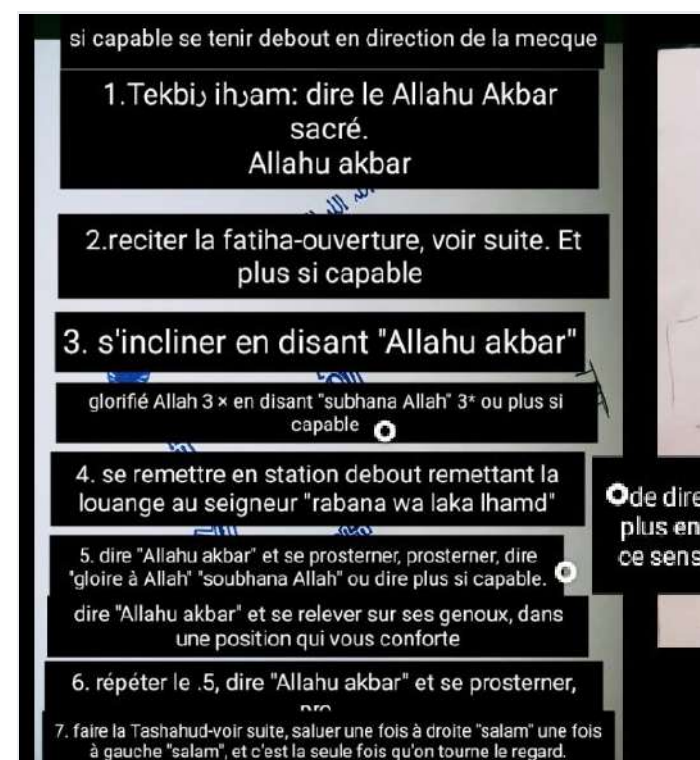 si capable se tenir debout en direction de la mecque
1.Tekbiر ihرam: dire le Allahu Akbar
sacré.
Allahu akbar
2.reciter la fatiha-ouverture, voir suite. Et
plus si capable
3. s'incliner en disant "Allahu akbar"
glorifié Allah 3 × en disant "subhana Allah" 3* ou plus si
capable
4. se remettre en station debout remettant la
louange au seigneur "rabana wa laka lhamd"
5. dire "Allahu akbar" et se prosterner, prosterner, dire
"gloire à Allah" "soubhana Allah" ou dire plus si capable.
dire "Allahu akbar" et se relever sur ses genoux, dans
une position qui vous conforte
6. répéter le .5, dire "Allahu akbar" et se prosterner,
7. faire la Tashahud-voir suite, saluer une fois à droite "salam" une fois
à gauche "salam", et c'est la seule fois qu'on tourne le regard.
de dire
plus en
ce sens